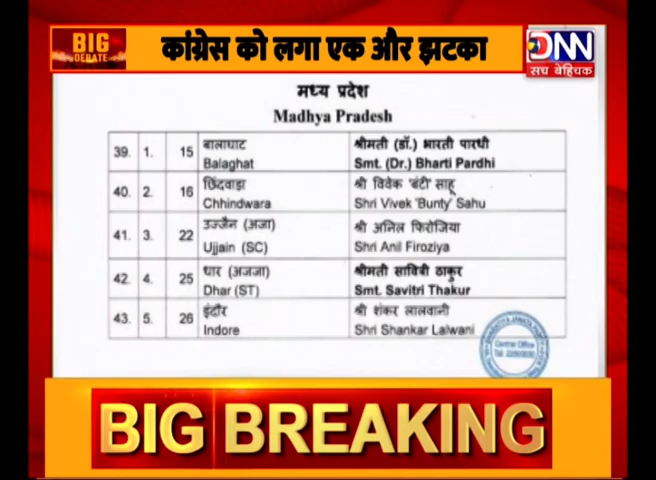 BIG
DEBATE
कांग्रेस को लगा एक और झटका
DNN
सच बेहिचक
मध्य प्रदेश
Madhya Pradesh
39. 1. 15 बालाघाट श्रीमती (डॉ.) भारती पारधी
Balaghat Smt. (Dr.) Bharti Pardhi
40. 2. 16 छिंदवाड़ा श्री विवेक 'बंटी' साहू
Chhindwara Shri Vivek 'Bunty' Sahu
41. 3. 22 उज्जैन (अजा) श्री अनिल फिरोजिया
Ujjain (SC) Shri Anil Firoziya
42. 4. 25 धार (अजजा) श्रीमती सावित्री ठाकुर
Dhar (ST) Smt. Savitri Thakur
43. 5. 26 इंदौर श्री शंकर लालवानी
Indore Shri Shankar Lalwani
Central Office
BIG BREAKING